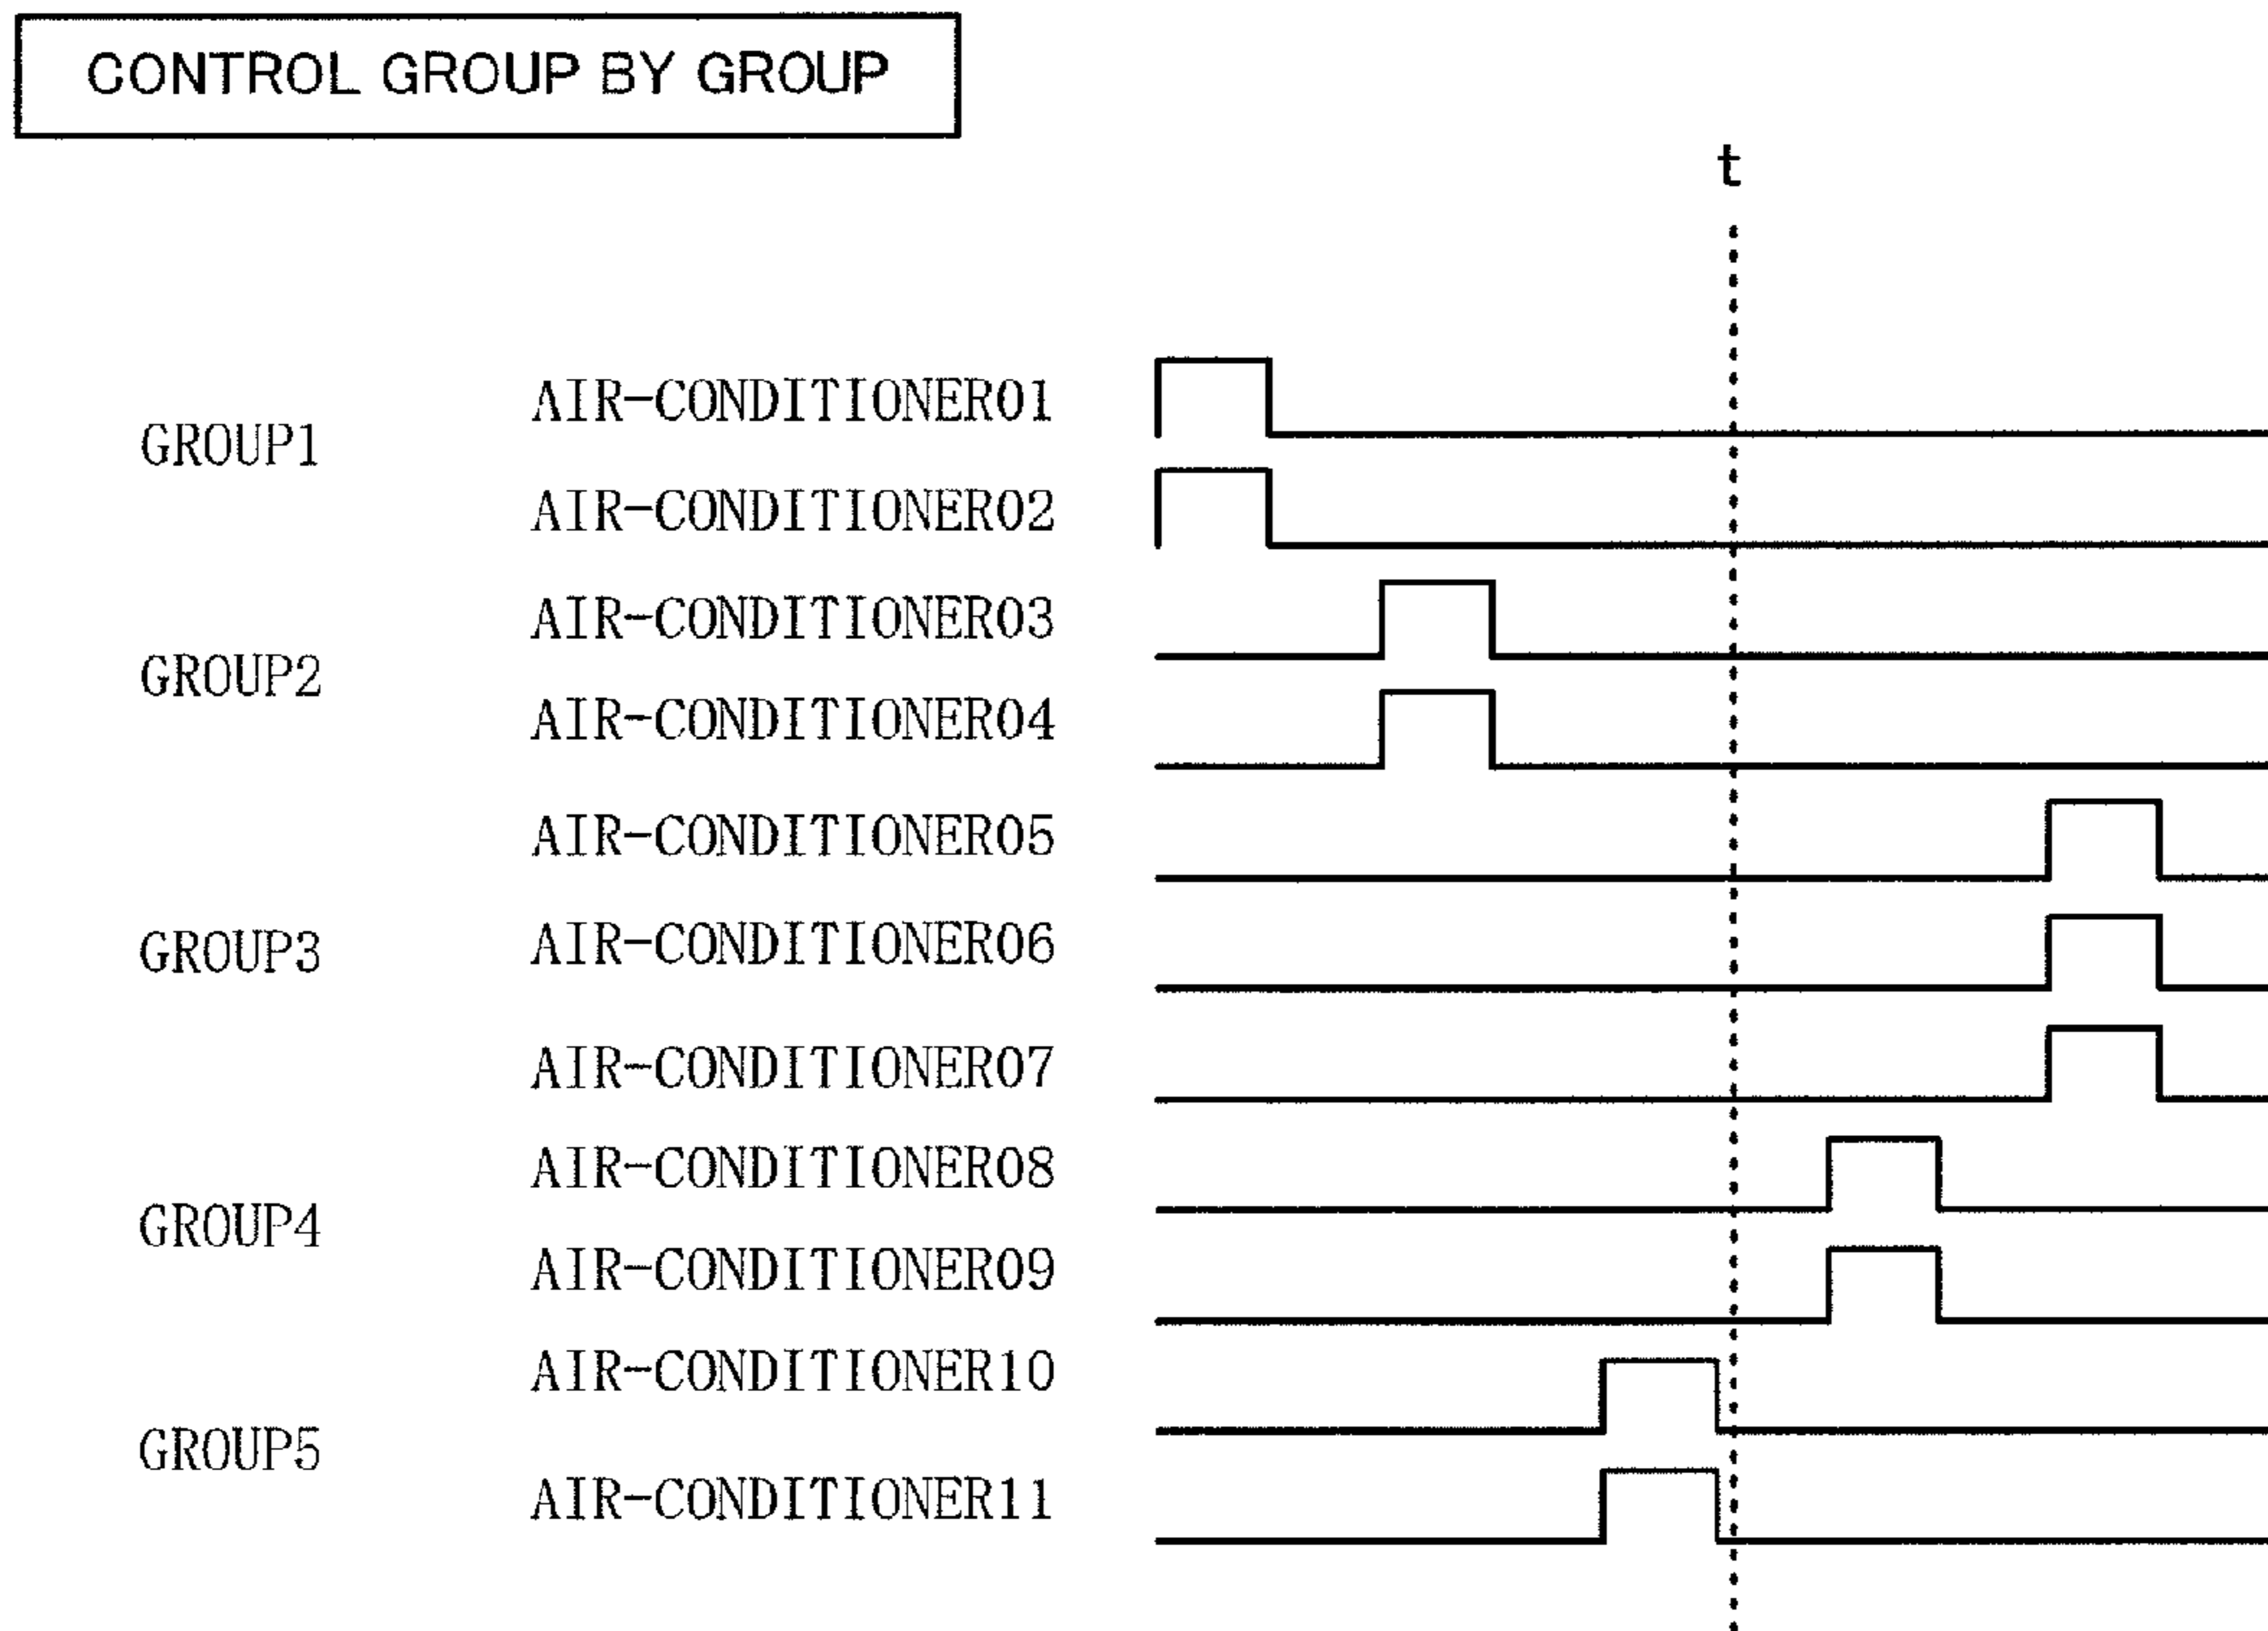 CONTROL GROUP BY GROUP
t
GROUP1
AIR-CONDITIONER01
AIR-CONDITIONER02
GROUP2
AIR-CONDITIONER03
AIR-CONDITIONER04
GROUP3
AIR-CONDITIONER05
AIR-CONDITIONER06
AIR-CONDITIONER07
GROUP4
AIR-CONDITIONER08
AIR-CONDITIONER09
GROUP5
AIR-CONDITIONER10
AIR-CONDITIONER11